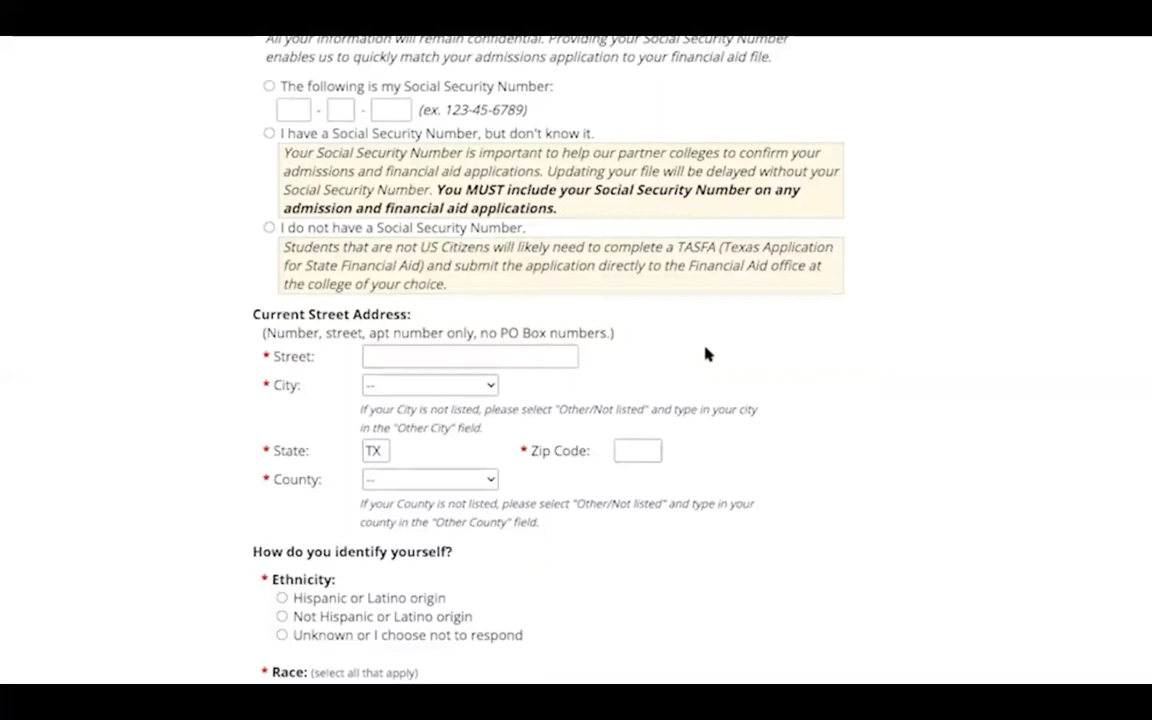 All your information will remain confidential. Providing your Social Security Number
enables us to quickly match your admissions application to your financial aid file.
The following is my Social Security Number:
- - (ex. 123-45-6789)
I have a Social Security Number, but don't know it.
Your Social Security Number is important to help our partner colleges to confirm your
admissions and financial aid applications. Updating your file will be delayed without your
Social Security Number. You MUST include your Social Security Number on any
admission and financial aid applications.
I do not have a Social Security Number.
Students that are not US Citizens will likely need to complete a TASFA (Texas Application
for State Financial Aid) and submit the application directly to the Financial Aid office at
the college of your choice.
Current Street Address:
(Number, street, apt number only, no PO Box numbers.)
* Street:
* City: --
If your City is not listed, please select "Other/Not listed" and type in your city
in the "Other City" field.
* State: TX * Zip Code:
* County: --
If your County is not listed, please select "Other/Not listed" and type in your
county in the "Other County" field.
How do you identify yourself?
* Ethnicity:
Hispanic or Latino origin
Not Hispanic or Latino origin
Unknown or I choose not to respond
* Race: (select all that apply)